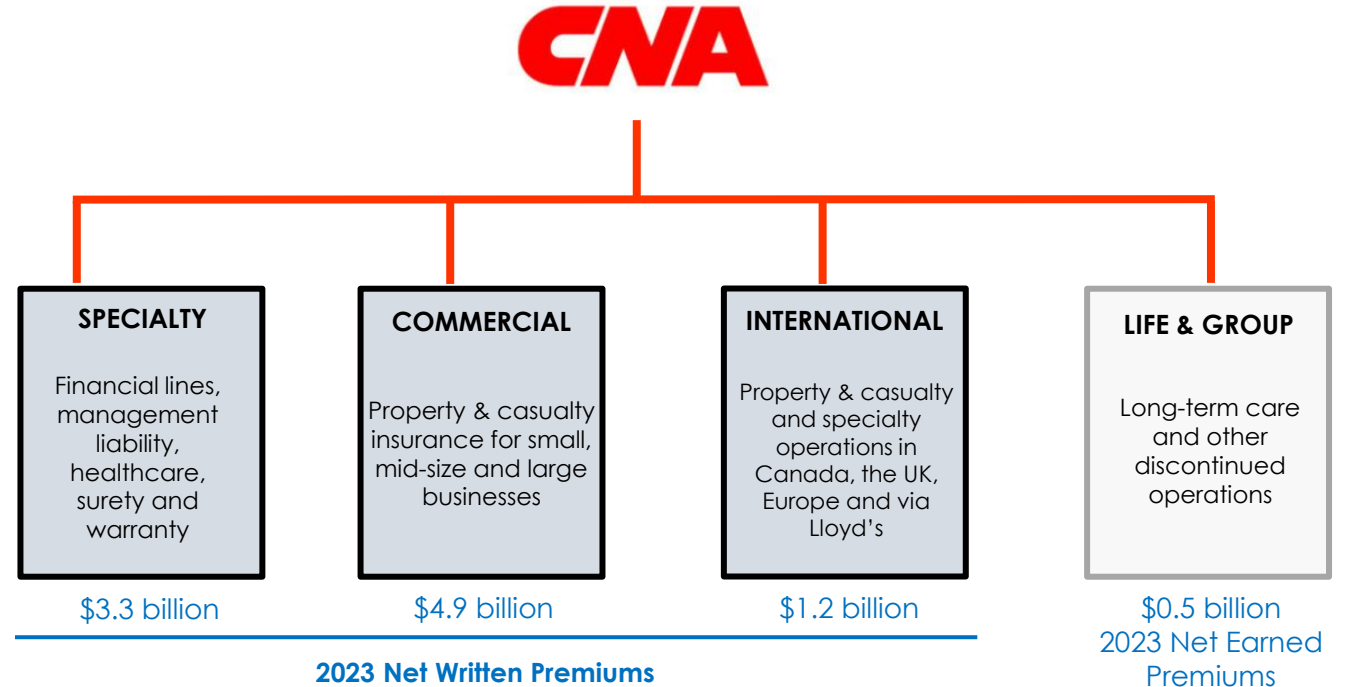 CNA
SPECIALTY
Financial lines,
management
liability,
healthcare,
surety and
warranty
$3.3 billion
COMMERCIAL
Property & casualty
insurance for small,
mid-size and large
businesses
$4.9 billion
INTERNATIONAL
Property & casualty
and specialty
operations in
Canada, the UK,
Europe and via
Lloyd’s
$1.2 billion
2023 Net Written Premiums
LIFE & GROUP
Long-term care
and other
discontinued
operations
$0.5 billion
2023 Net Earned
Premiums